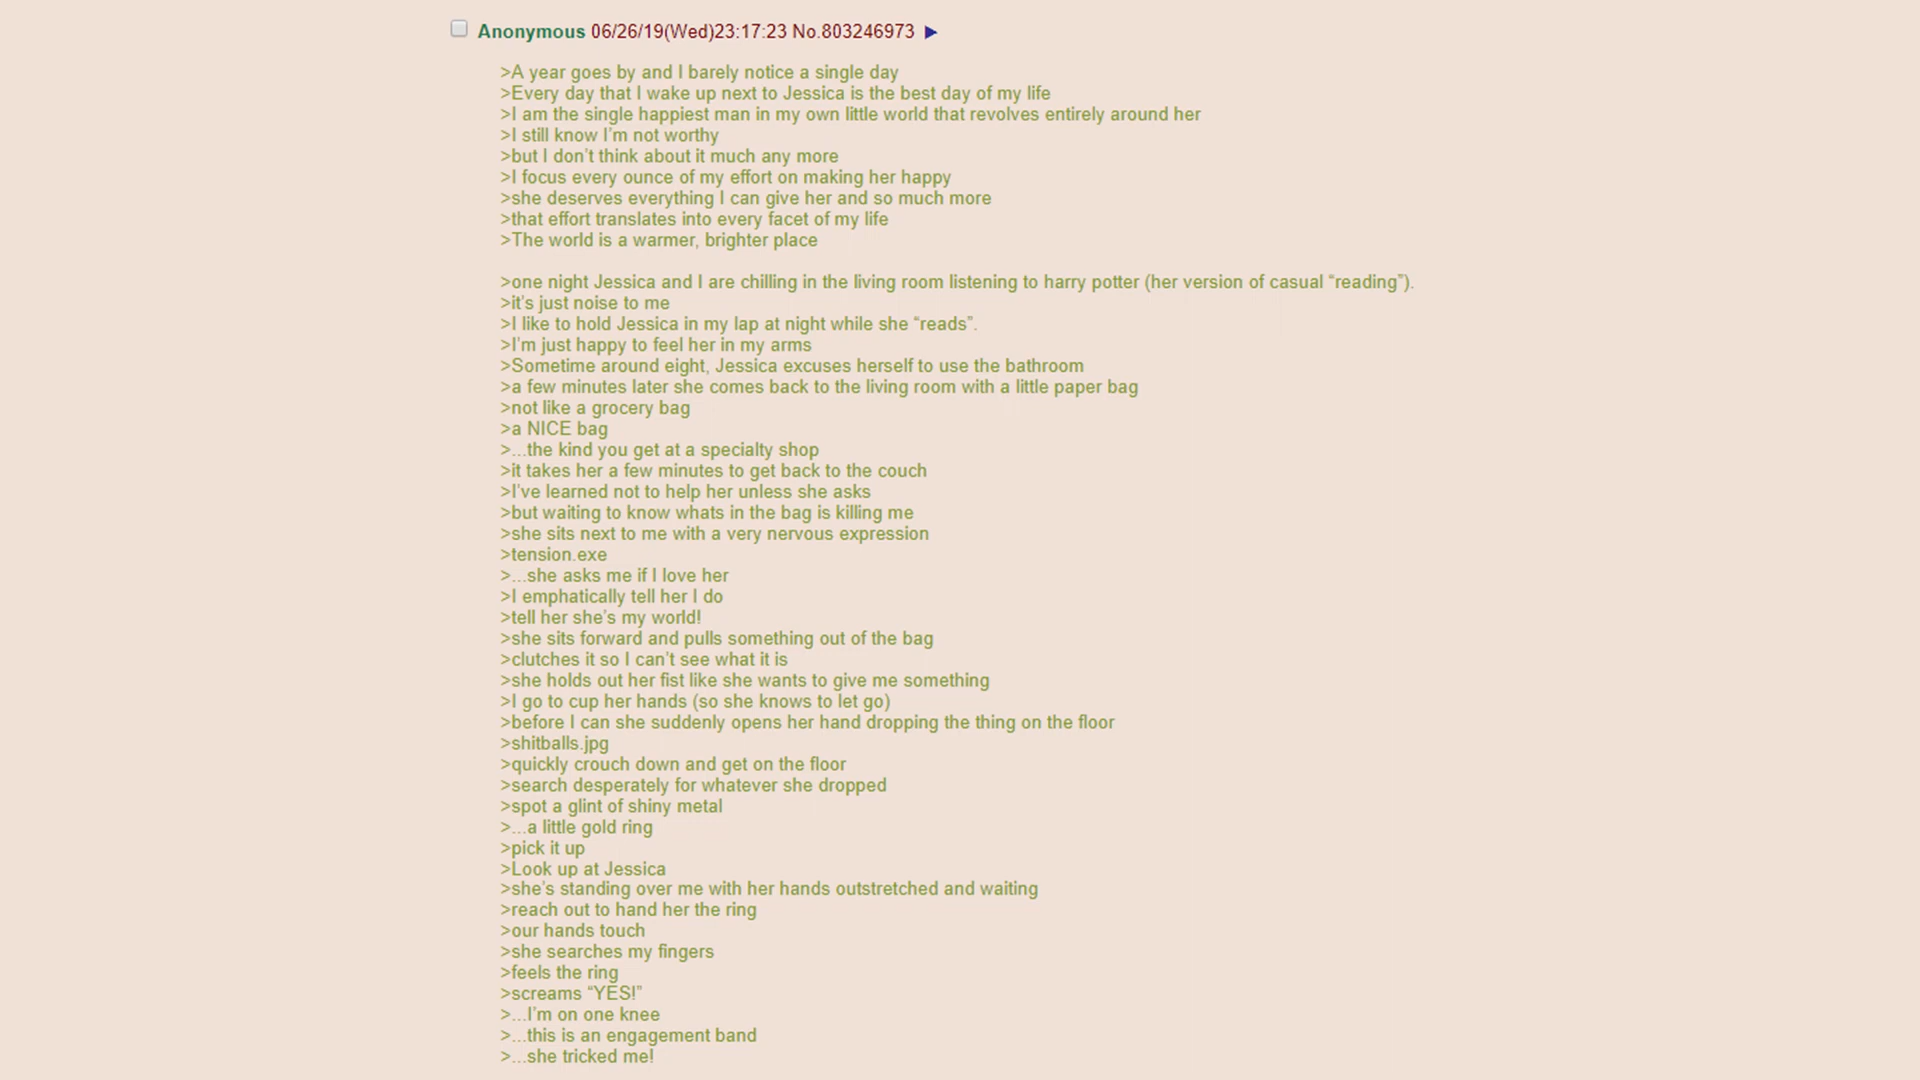 Anonymous 06/26/19(Wed)23:17:23 No.803246973 ▶
>A year goes by and I barely notice a single day
>Every day that I wake up next to Jessica is the best day of my life
>I am the single happiest man in my own little world that revolves entirely around her
>I still know I'm not worthy
>but I don't think about it much any more
>I focus every ounce of my effort on making her happy
>she deserves everything I can give her and so much more
>that effort translates into every facet of my life
>The world is a warmer, brighter place
>one night Jessica and I are chilling in the living room listening to harry potter (her version of casual “reading”).
>it's just noise to me
>I like to hold Jessica in my lap at night while she “reads”.
>I'm just happy to feel her in my arms
>Sometime around eight, Jessica excuses herself to use the bathroom
>a few minutes later she comes back to the living room with a little paper bag
>not like a grocery bag
>a NICE bag
>...the kind you get at a specialty shop
>it takes her a few minutes to get back to the couch
>I've learned not to help her unless she asks
>but waiting to know whats in the bag is killing me
>she sits next to me with a very nervous expression
>tension.exe
>...she asks me if I love her
>I emphatically tell her I do
>tell her she's my world!
>she sits forward and pulls something out of the bag
>clutches it so I can't see what it is
>she holds out her fist like she wants to give me something
>I go to cup her hands (so she knows to let go)
>before I can she suddenly opens her hand dropping the thing on the floor
>shitballs.jpg
>quickly crouch down and get on the floor
>search desperately for whatever she dropped
>spot a glint of shiny metal
>...a little gold ring
>pick it up
>Look up at Jessica
>she's standing over me with her hands outstretched and waiting
>reach out to hand her the ring
>our hands touch
>she searches my fingers
>feels the ring
>screams “YES!”
>...I'm on one knee
>...this is an engagement band
>...she tricked me!